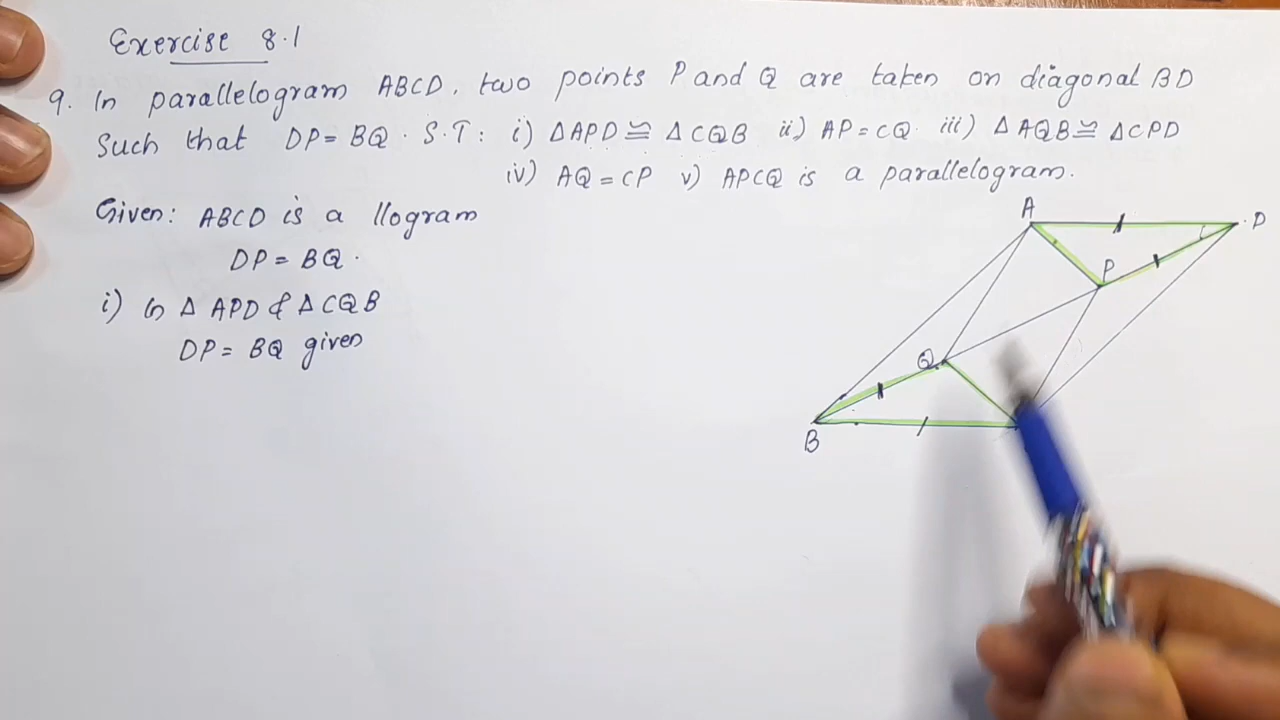 Exercise 8.1
9. In parallelogram ABCD, two points P and Q are taken on diagonal BD
Such that DP = BQ. S.T: i) ΔAPD ≅ ΔCQB ii) AP = CQ. iii) ΔAQB ≅ ΔCPD
iv) AQ = CP v) APCQ is a parallelogram.
Given: ABCD is a llogram
DP = BQ.
i) In Δ APD & Δ CQB
DP = BQ given
A
D
P
Q
B